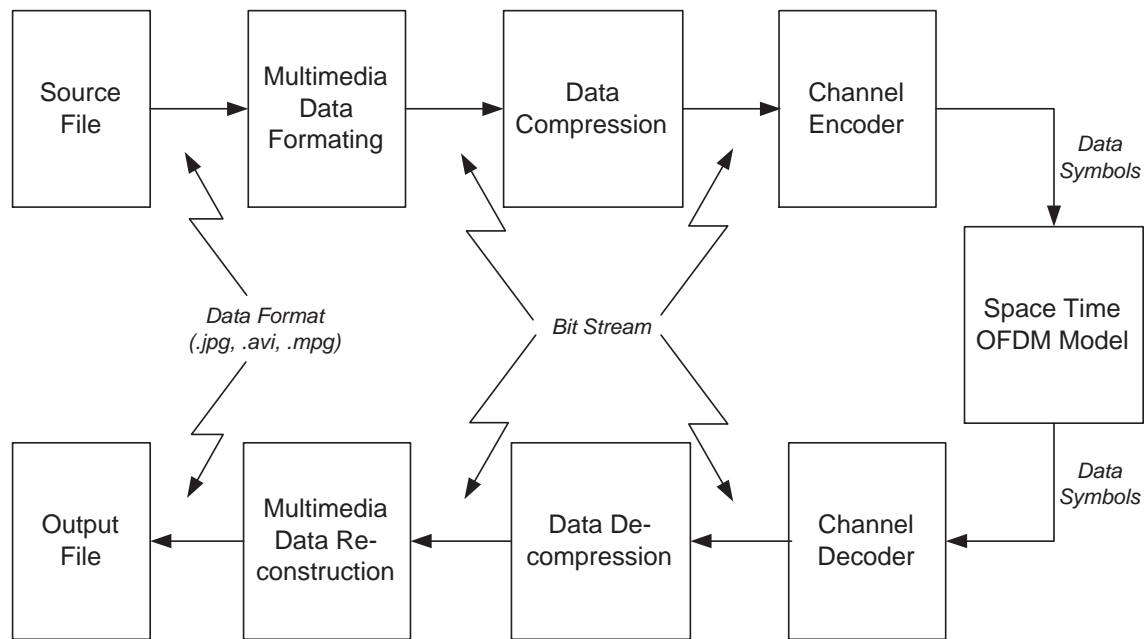 Source
File
Multimedia
Data
Formating
Data
Compression
Channel
Encoder
Data
Symbols
Space Time
OFDM Model
Data Format
(.jpg, .avi, .mpg)
Bit Stream
Output
File
Multimedia
Data Re-
construction
Data De-
compression
Channel
Decoder
Data
Symbols